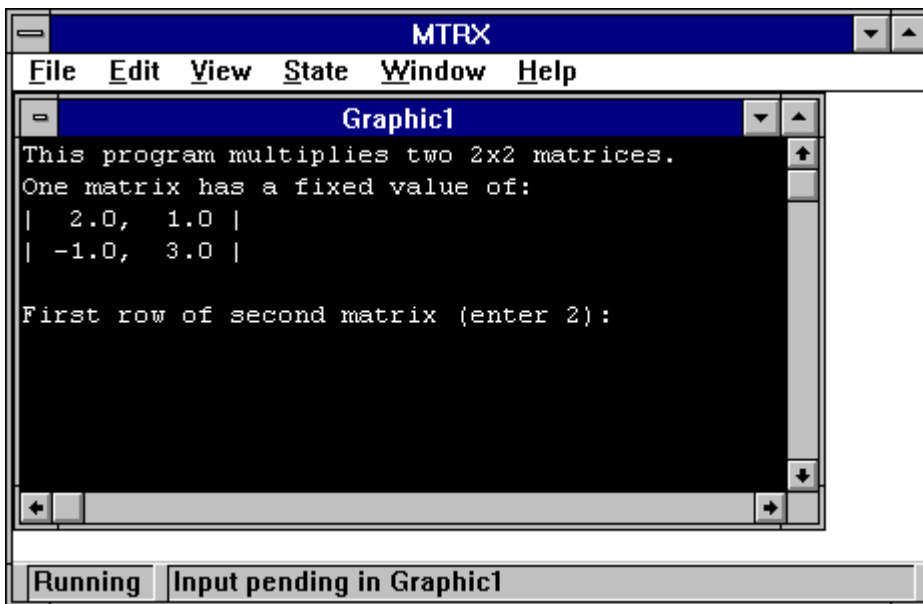 MTRX
File Edit View State Window Help
Graphic1
This program multiplies two 2x2 matrices.
One matrix has a fixed value of:
|  2.0,  1.0 |
| -1.0,  3.0 |
First row of second matrix (enter 2):
Running Input pending in Graphic1